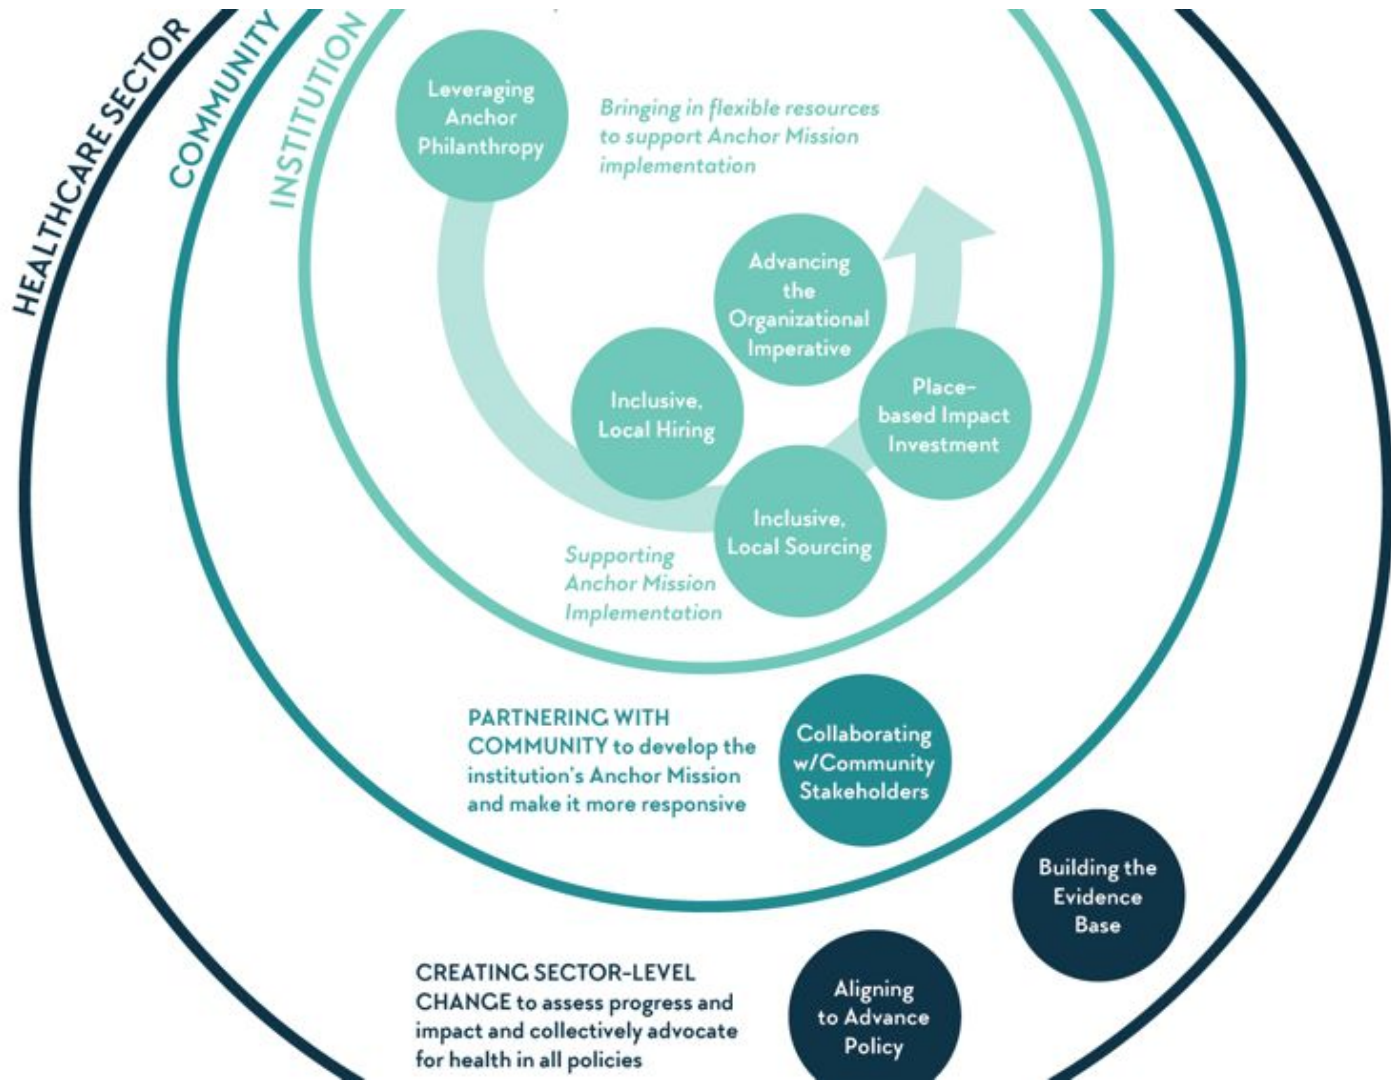 HEALTHCARE SECTOR
COMMUNITY
INSTITUTION
Leveraging
Anchor
Philanthropy
Bringing in flexible resources
to support Anchor Mission
implementation
Advancing
the
Organizational
Imperative
Inclusive,
Local Hiring
Place-
based Impact
Investment
Inclusive,
Local Sourcing
Supporting
Anchor Mission
Implementation
PARTNERING WITH
COMMUNITY to develop the
institution's Anchor Mission
and make it more responsive
Collaborating
w/Community
Stakeholders
Building the
Evidence
Base
CREATING SECTOR-LEVEL
CHANGE to assess progress and
impact and collectively advocate
for health in all policies
Aligning
to Advance
Policy